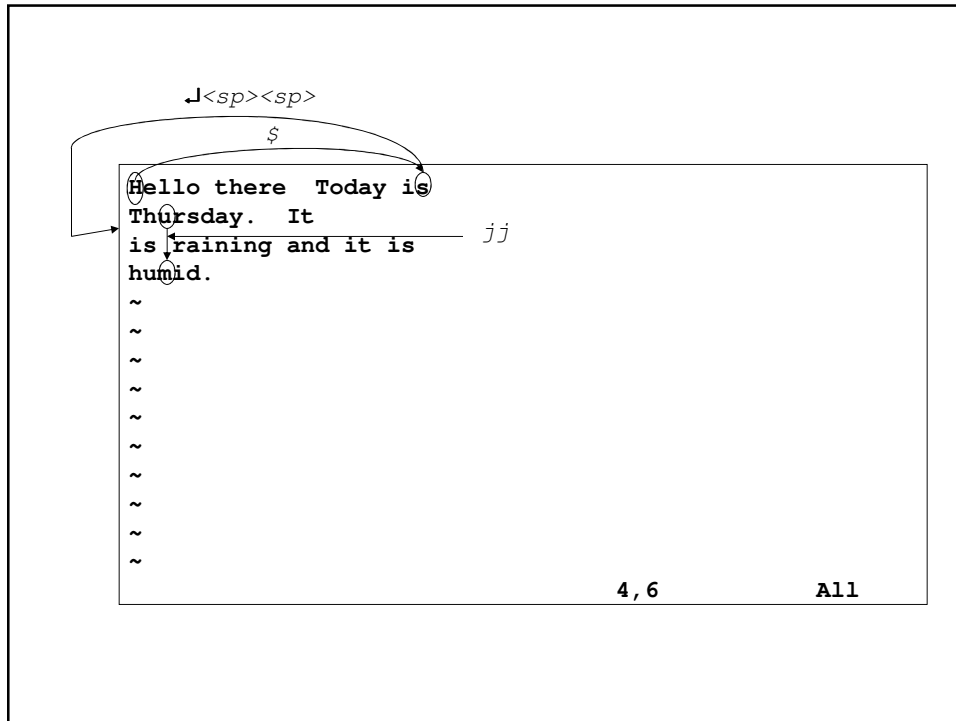 ↵<sp><sp>
$
Hello there  Today is
Thursday.  It
jj
is raining and it is
humid.
~
~
~
~
~
~
~
~
~
~
4,6 All